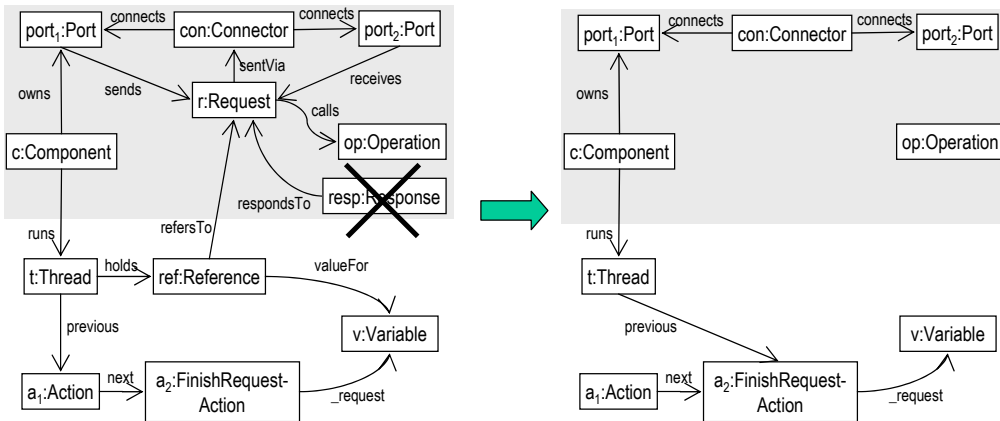 port1:Port
connects
con:Connector
connects
port2:Port
sentVia
owns
sends
receives
r:Request
calls
c:Component
op:Operation
respondsTo
resp:Response
refersTo
runs
t:Thread
holds
ref:Reference
valueFor
previous
v:Variable
a1:Action
next
a2:FinishRequest-
Action
_request
port1:Port
connects
con:Connector
connects
port2:Port
owns
c:Component
op:Operation
runs
t:Thread
previous
v:Variable
a1:Action
next
a2:FinishRequest-
Action
_request